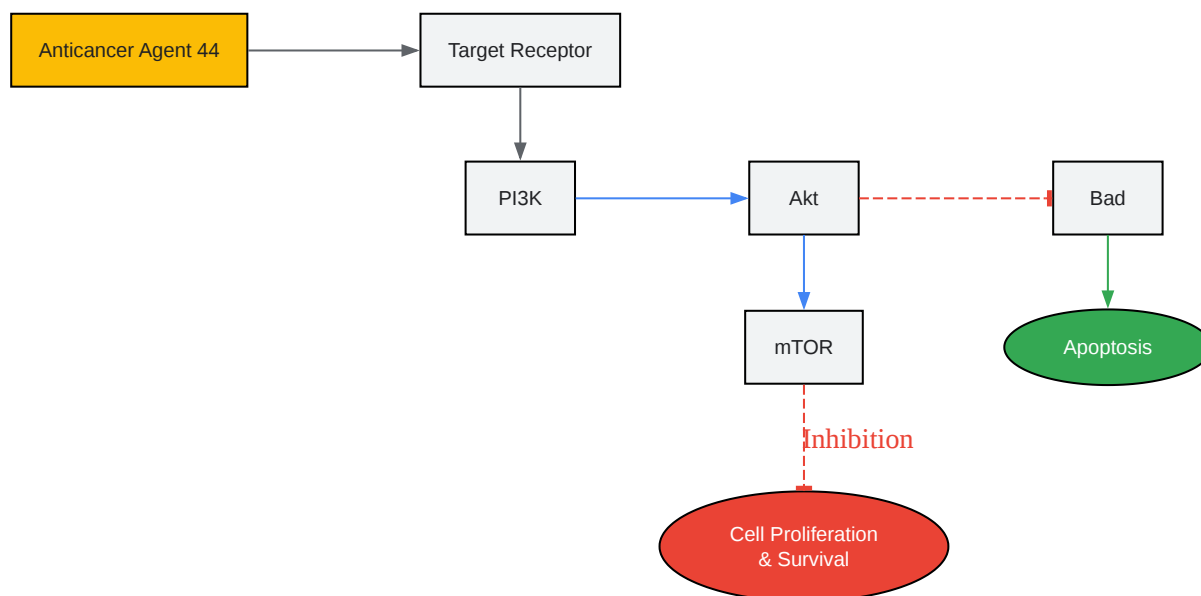 Anticancer Agent 44
Target Receptor
PI3K
Akt
Bad
mTOR
Apoptosis
Inhibition
Cell Proliferation
& Survival